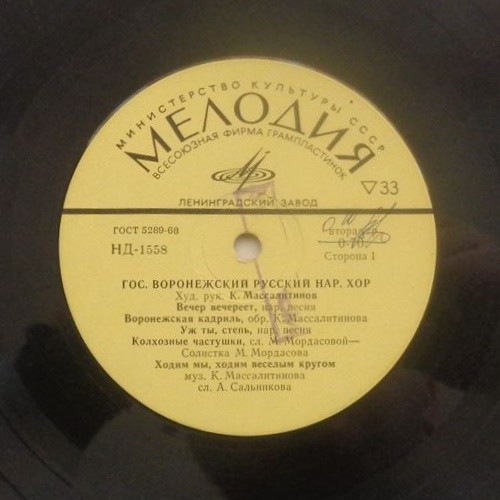 МИНИСТЕРСТВО КУЛЬТУРЫ СССР
МЕЛОДИЯ
ВСЕСОЮЗНАЯ ФИРМА ГРАМПЛАСТИНОК
▽33
ЛЕНИНГРАДСКИЙ ЗАВОД
ГОСТ 5289-68
НД-1558
Сторона 1
ГОС. ВОРОНЕЖСКИЙ РУССКИЙ НАР. ХОР
Худ. рук. К. Массалитинов
Вечер вечереет, нар. песня
Воронежская кадриль, обр. К. Массалитинова
Уж ты, степь, нар. песня
Колхозные частушки, сл. М. Мордасовой—
Солистка М. Мордасова
Ходим мы, ходим веселым кругом
муз. К. Массалитинова
сл. А. Сальникова